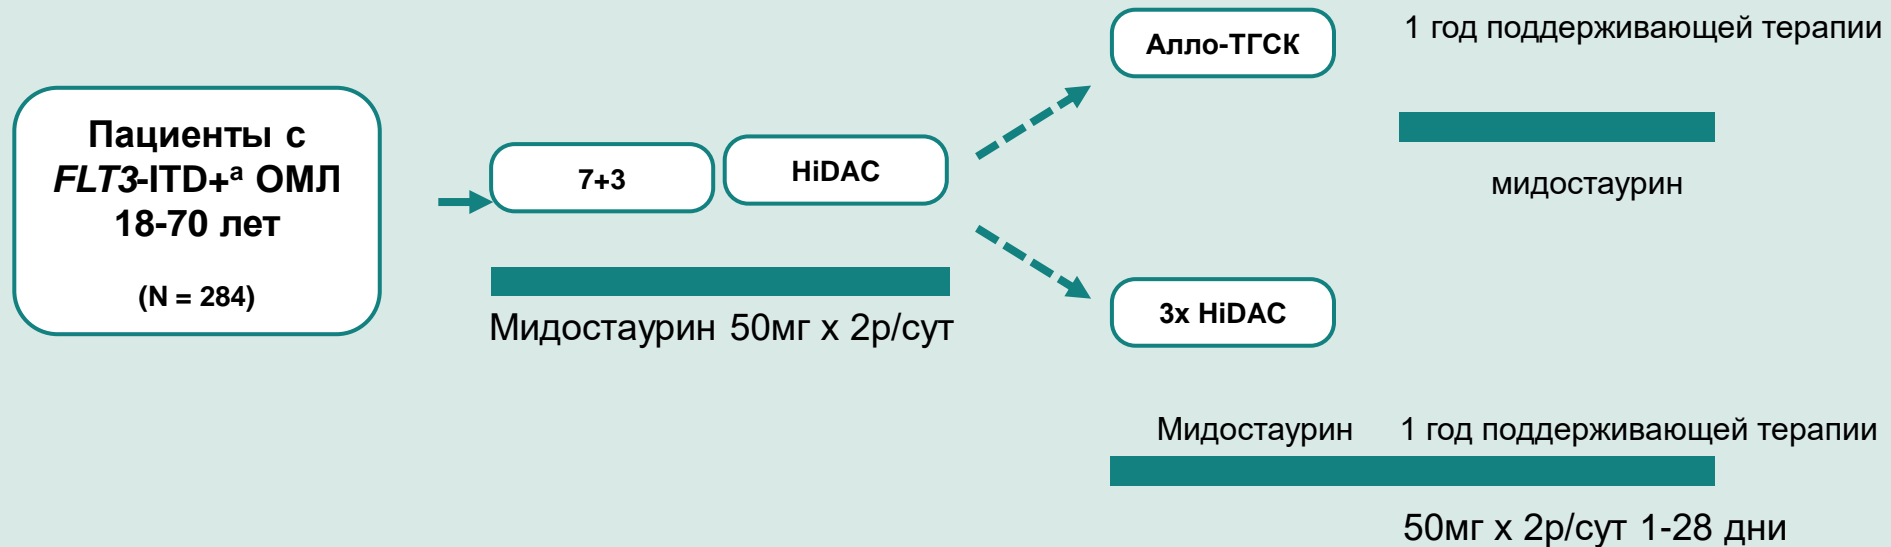 Пациенты с
FLT3-ITD+ᵃ ОМЛ
18-70 лет
(N = 284)
7+3
HiDAC
Мидостаурин 50мг х 2р/сут
Алло-ТГСК
1 год поддерживающей терапии
мидостаурин
3x HiDAC
Мидостаурин
1 год поддерживающей терапии
50мг х 2р/сут 1-28 дни